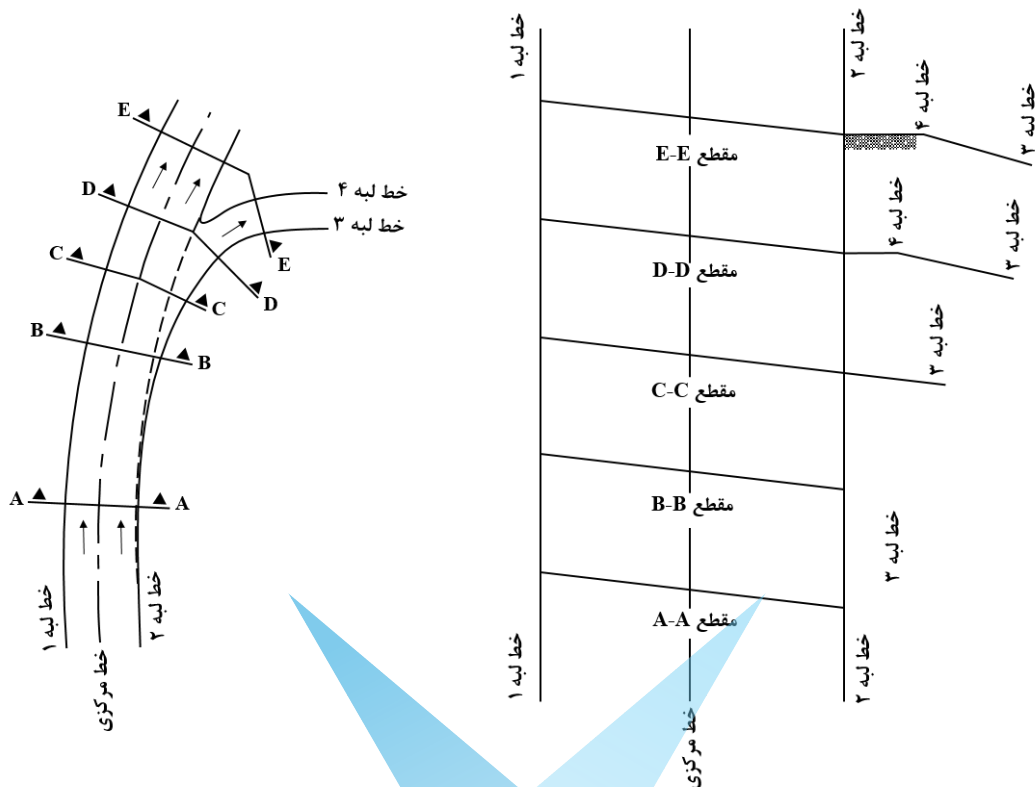 E
D
C
B
A
E
D
C
B
A
خط لبه ۴
خط لبه ۳
خط لبه ۱
خط مرکزی
خط لبه ۲
خط لبه ۱
خط لبه ۲
خط لبه ۴
خط لبه ۳
مقطع E-E
خط لبه ۴
خط لبه ۳
مقطع D-D
خط لبه ۳
مقطع C-C
مقطع B-B
خط لبه ۳
مقطع A-A
خط لبه ۱
خط مرکزی
خط لبه ۲